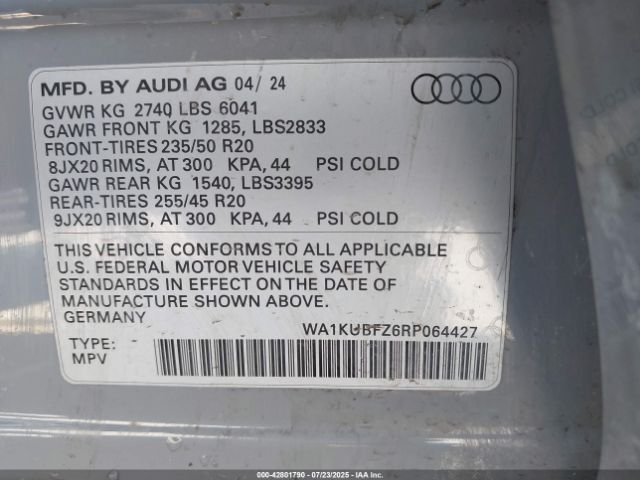 MFD. BY AUDI AG 04/ 24
GVWR KG 2740 LBS 6041
GAWR FRONT KG 1285, LBS2833
FRONT-TIRES 235/50 R20
8JX20 RIMS, AT 300 KPA, 44 PSI COLD
GAWR REAR KG 1540, LBS3395
REAR-TIRES 255/45 R20
9JX20 RIMS, AT 300 KPA, 44 PSI COLD
THIS VEHICLE CONFORMS TO ALL APPLICABLE
U.S. FEDERAL MOTOR VEHICLE SAFETY
STANDARDS IN EFFECT ON THE DATE OF
MANUFACTURE SHOWN ABOVE.
GERMANY
WA1KUBFZ6RP064427
TYPE:
MPV
000-42801790 - 07/23/2025 - COPYRIGHT IAA, LLC.